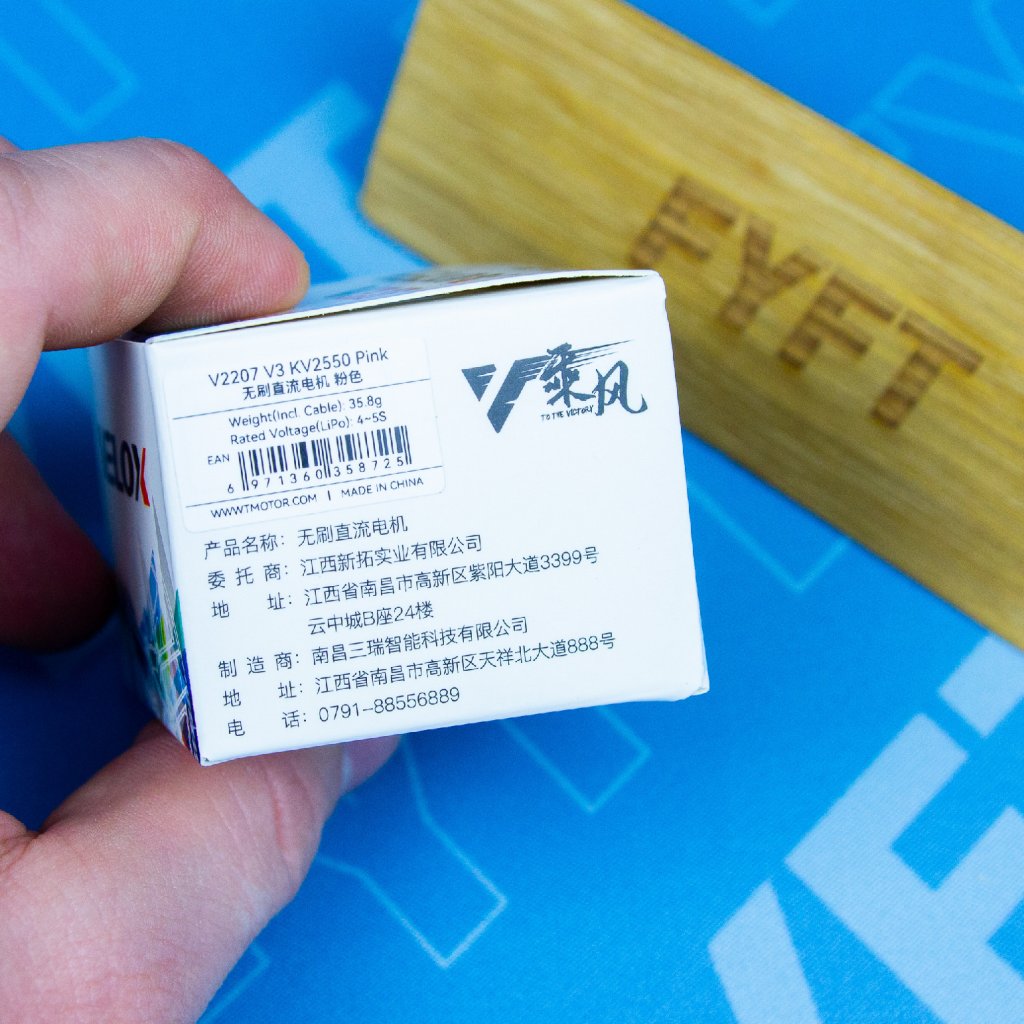 FYFT
V2207 V3 KV2550 Pink
无刷直流电机 粉色
Weight(Incl. Cable): 35.8g
Rated Voltage(LiPo): 4~5S
EAN
6 971360 358725
WWW.TMOTOR.COM | MADE IN CHINA
V乘风
TO THE VICTORY
ELOX
产品名称：无刷直流电机
委托商：江西新拓实业有限公司
地址：江西省南昌市高新区紫阳大道3399号
云中城B座24楼
制造商：南昌三瑞智能科技有限公司
地址：江西省南昌市高新区天祥北大道888号
电话：0791-88556889